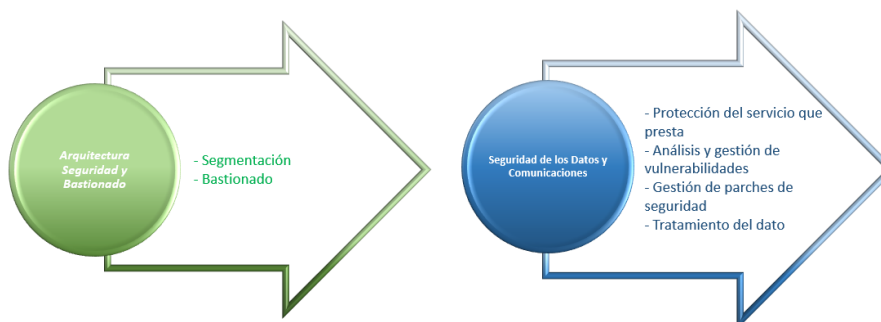 Arquitectura
Seguridad y
Bastionado
- Segmentación
- Bastionado
Seguridad de los Datos y
Comunicaciones
- Protección del servicio que
presta
- Análisis y gestión de
vulnerabilidades
- Gestión de parches de
seguridad
- Tratamiento del dato